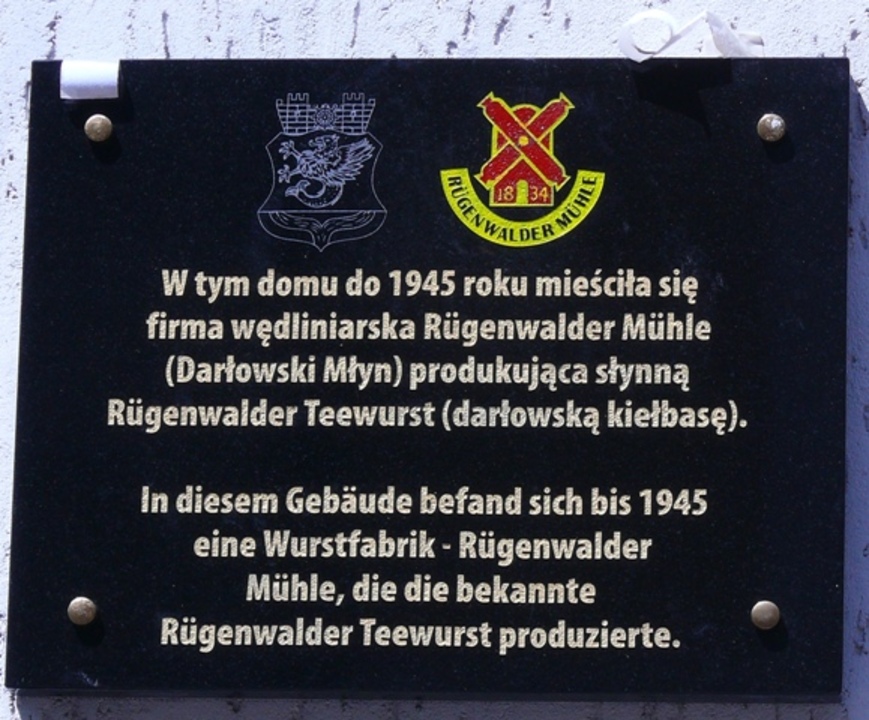 18 34
RÜGENWALDER MÜHLE
W tym domu do 1945 roku mieściła się
firma wędliniarska Rügenwalder Mühle
(Darłowski Młyn) produkująca słynną
Rügenwalder Teewurst (darłowską kiełbasę).
In diesem Gebäude befand sich bis 1945
eine Wurstfabrik - Rügenwalder
Mühle, die die bekannte
Rügenwalder Teewurst produzierte.